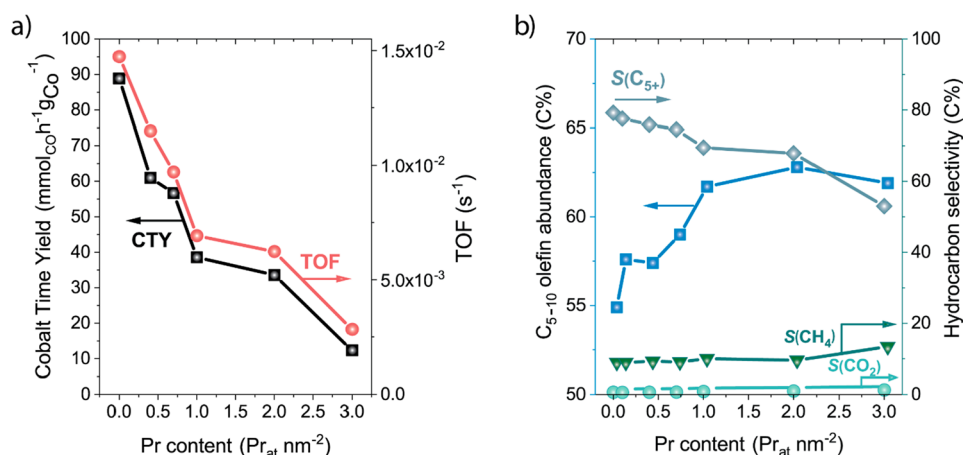 a)
Cobalt Time Yield (mmolCOh-1gCo-1)
100
90
80
70
60
50
40
30
20
10
0
CTY
TOF
1.5x10-2
1.0x10-2
5.0x10-3
0.0
TOF (s-1)
0.0 0.5 1.0 1.5 2.0 2.5 3.0
Pr content (Prat nm-2)
b)
C5-10 olefin abundance (C%)
70
65
60
55
50
S(C5+)
S(CH4)
S(CO2)
100
80
60
40
20
0
Hydrocarbon selectivity (C%)
0.0 0.5 1.0 1.5 2.0 2.5 3.0
Pr content (Prat nm-2)